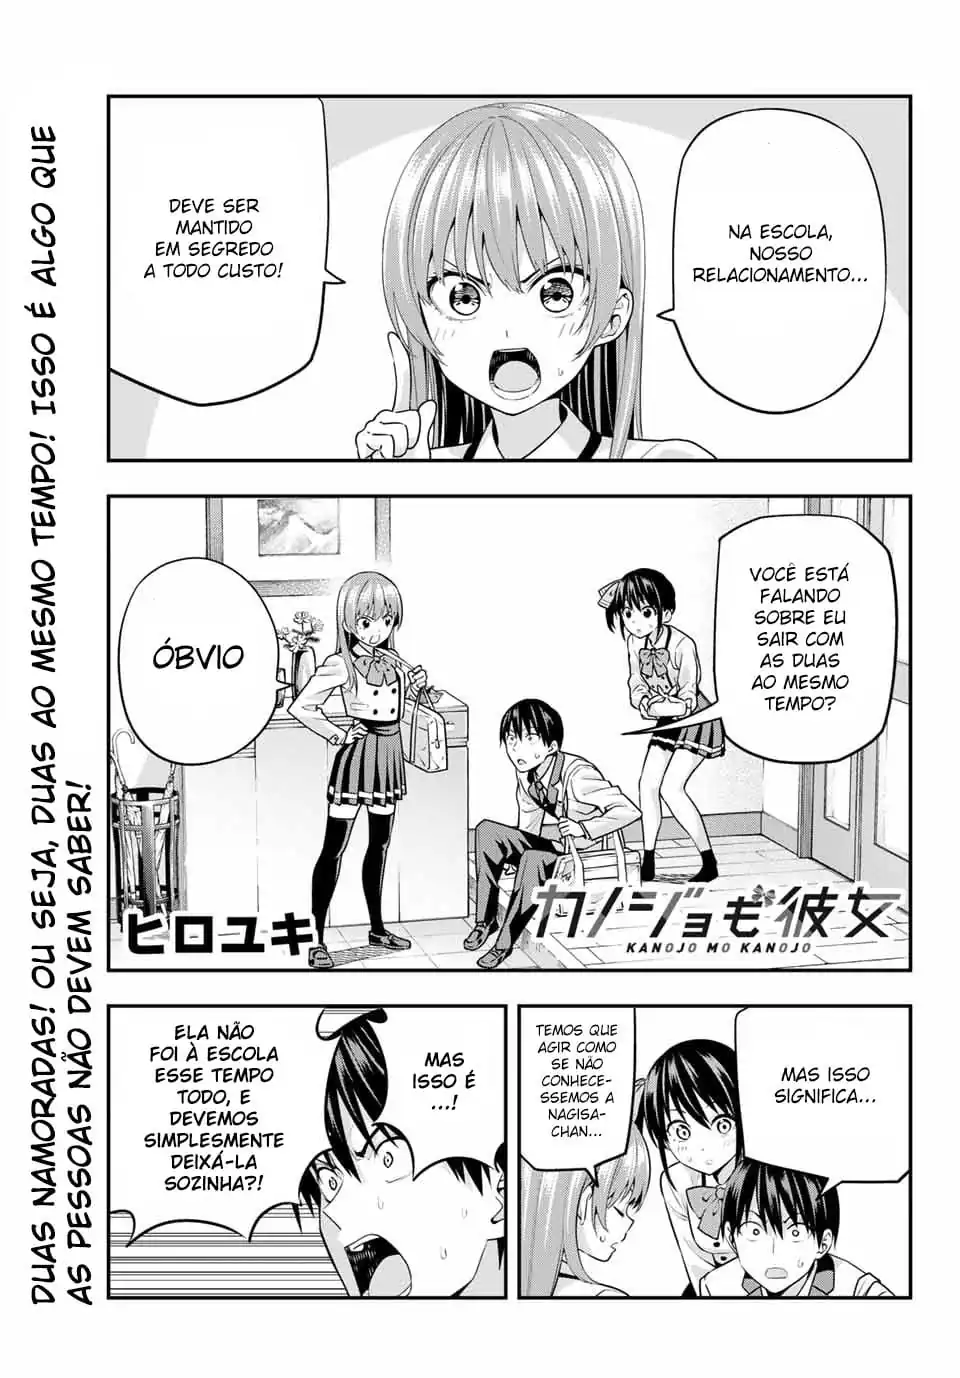 DUAS NAMORADAS! OU SEJA, DUAS AO MESMO TEMPO! ISSO É ALGO QUE
AS PESSOAS NÃO DEVEM SABER!
NA ESCOLA,
NOSSO
RELACIONAMENTO...
DEVE SER
MANTIDO
EM SEGREDO
A TODO CUSTO!
VOCÊ ESTÁ
FALANDO
SOBRE EU
SAIR COM
AS DUAS
AO MESMO
TEMPO?
ÓBVIO
カノジョも彼女
KANOJO MO KANOJO
ヒロユキ
MAS ISSO
SIGNIFICA...
TEMOS QUE
AGIR COMO
SE NÃO
CONHECE-
SSEMOS A
NAGISA-
CHAN...
MAS
ISSO É
...!
ELA NÃO
FOI À ESCOLA
ESSE TEMPO
TODO, E
DEVEMOS
SIMPLESMENTE
DEIXÁ-LA
SOZINHA?!